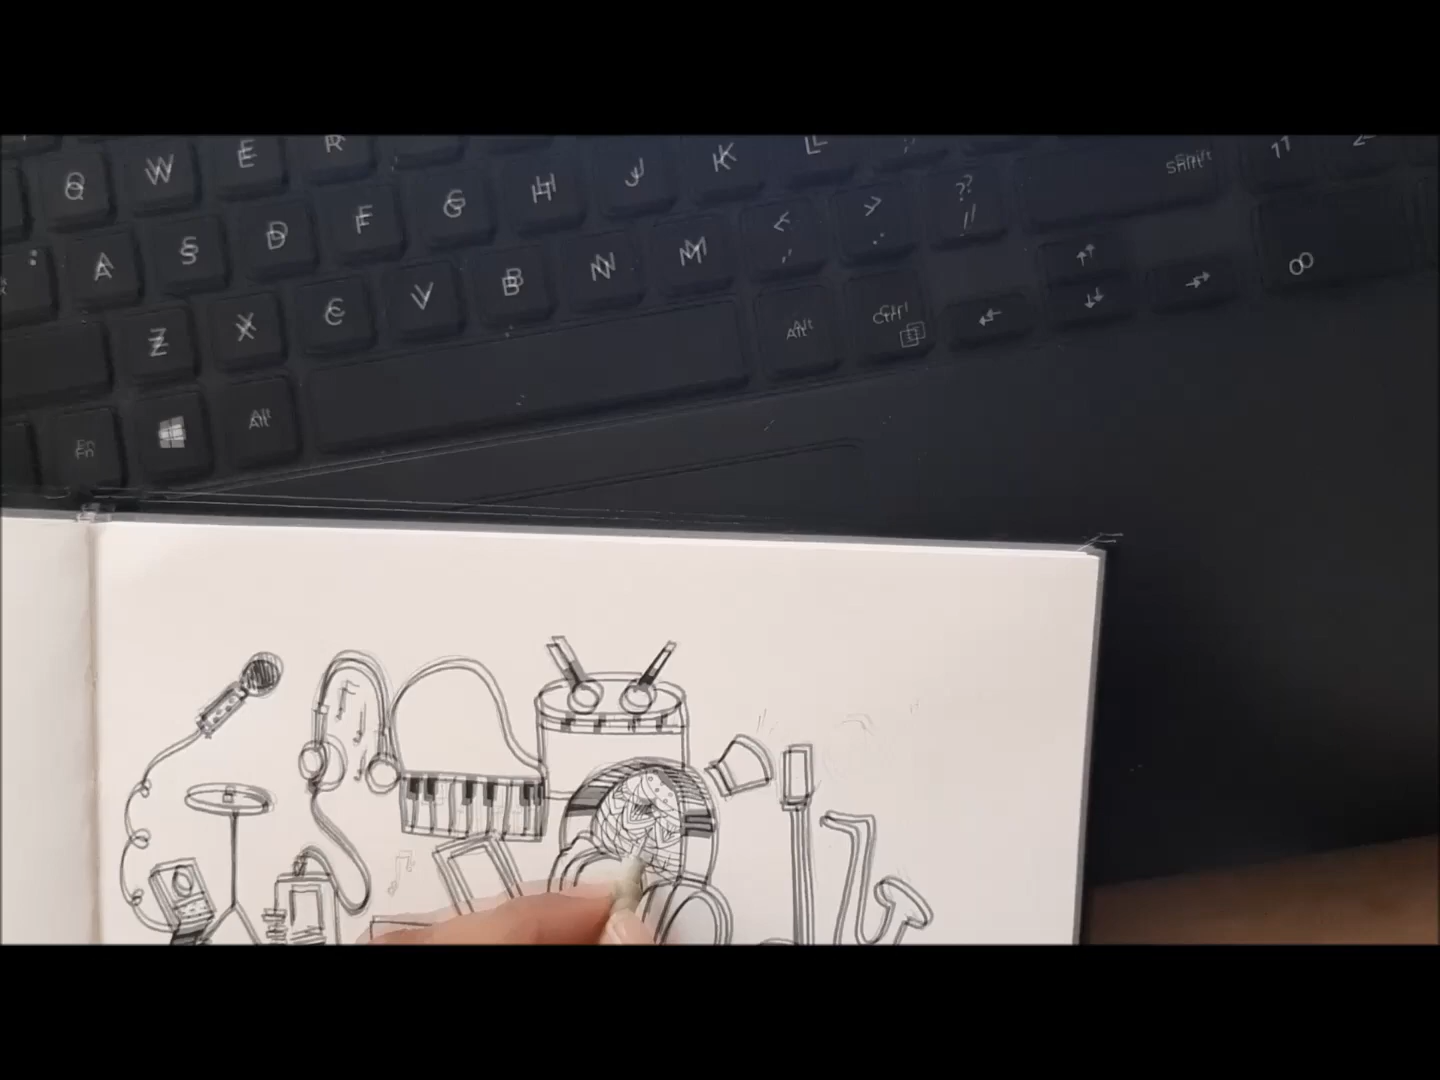 Q W E R
A S D F G H J K L
Z X C V B N M < , > . ? / Shift
Fn Alt Alt Ctrl